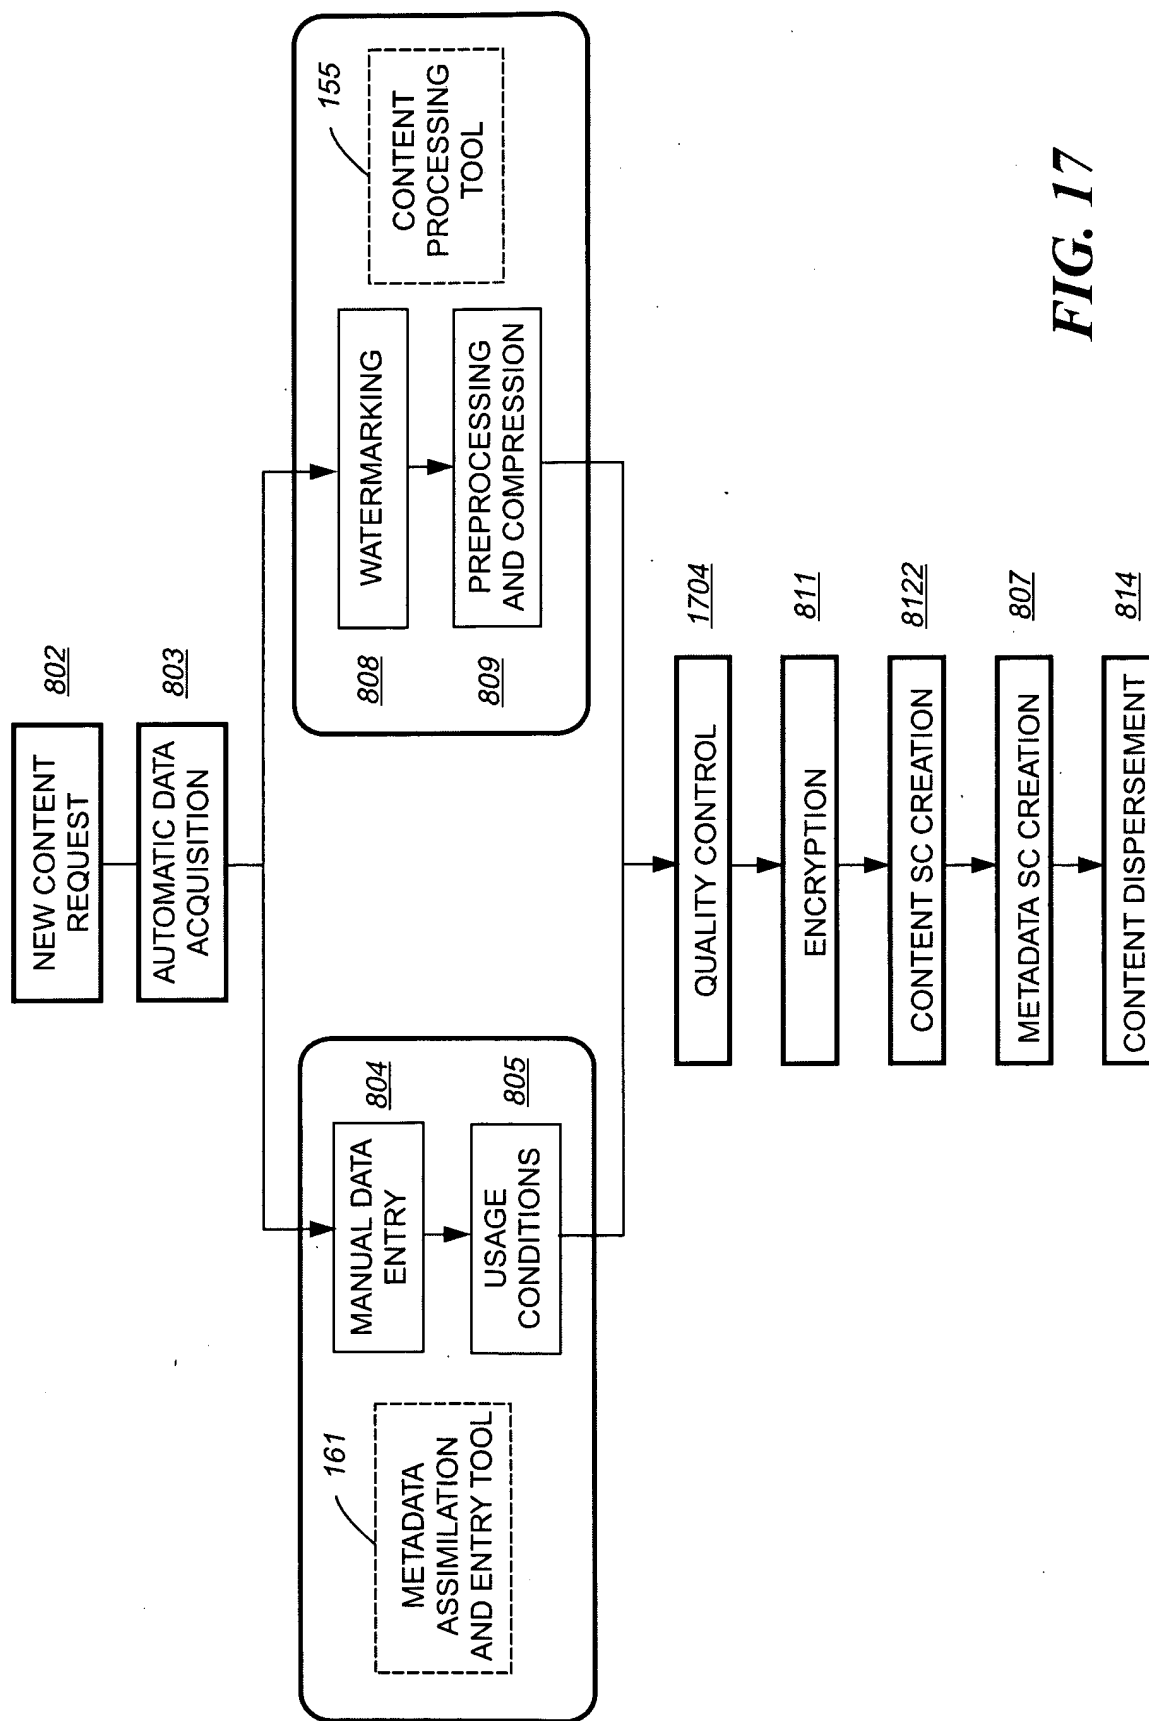 NEW CONTENT
REQUEST
802
AUTOMATIC DATA
ACQUISITION
803
161
METADATA
ASSIMILATION
AND ENTRY TOOL
MANUAL DATA
ENTRY
804
USAGE
CONDITIONS
805
WATERMARKING
808
PREPROCESSING
AND COMPRESSION
809
155
CONTENT
PROCESSING
TOOL
QUALITY CONTROL
1704
ENCRYPTION
811
CONTENT SC CREATION
8122
METADATA SC CREATION
807
CONTENT DISPERSEMENT
814
FIG. 17